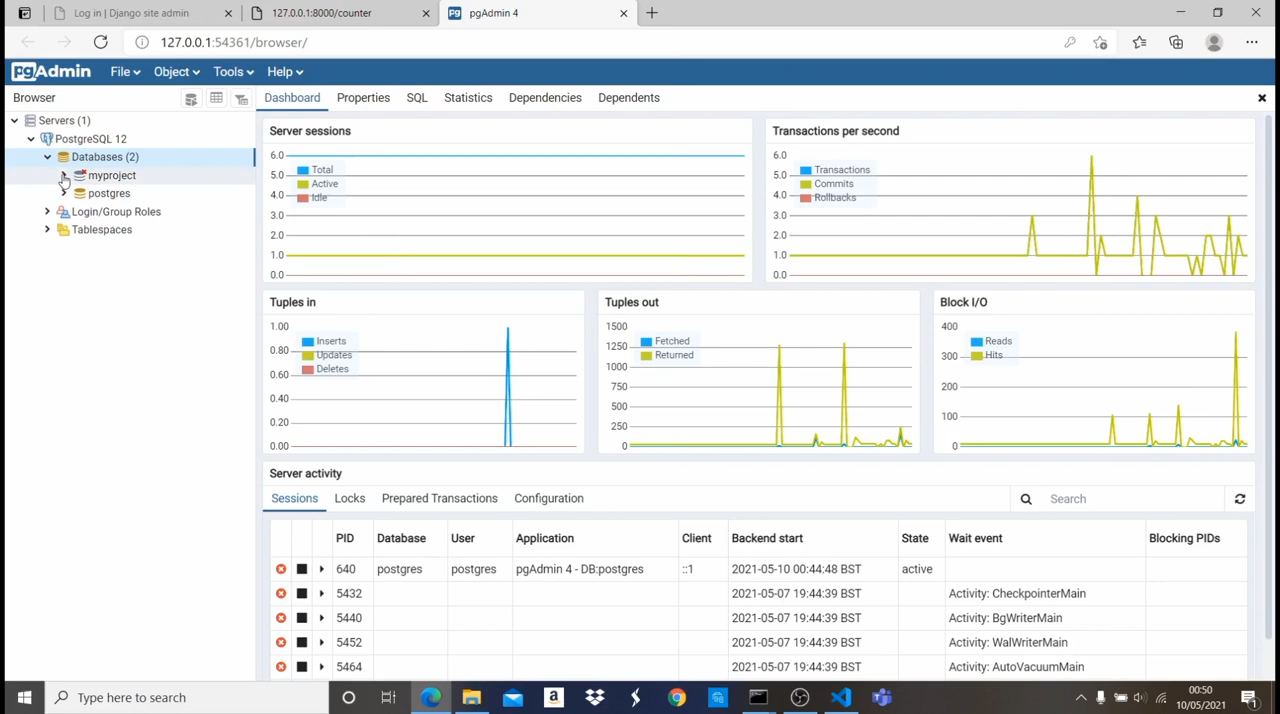 Log in | Django site admin
127.0.0.1:8000/counter
pgAdmin 4
127.0.0.1:54361/browser/
pgAdmin File Object Tools Help
Browser
Dashboard Properties SQL Statistics Dependencies Dependents
Servers (1)
PostgreSQL 12
Databases (2)
myproject
postgres
Login/Group Roles
Tablespaces
Server sessions
6.0
5.0
4.0
3.0
2.0
1.0
0.0
Total
Active
Idle
Transactions per second
6.0
5.0
4.0
3.0
2.0
1.0
0.0
Transactions
Commits
Rollbacks
Tuples in
1.00
0.80
0.60
0.40
0.20
0.00
Inserts
Updates
Deletes
Tuples out
1500
1250
1000
750
500
250
0
Fetched
Returned
Block I/O
400
300
200
100
0
Reads
Hits
Server activity
Sessions Locks Prepared Transactions Configuration
Search
PID Database User Application Client Backend start State Wait event Blocking PIDs
640 postgres postgres pgAdmin 4 - DB:postgres ::1 2021-05-10 00:44:48 BST active
5432 2021-05-07 19:44:39 BST Activity: CheckpointerMain
5440 2021-05-07 19:44:39 BST Activity: BgWriterMain
5452 2021-05-07 19:44:39 BST Activity: WalWriterMain
5464 2021-05-07 19:44:39 BST Activity: AutoVacuumMain
Type here to search
00:50
10/05/2021
1